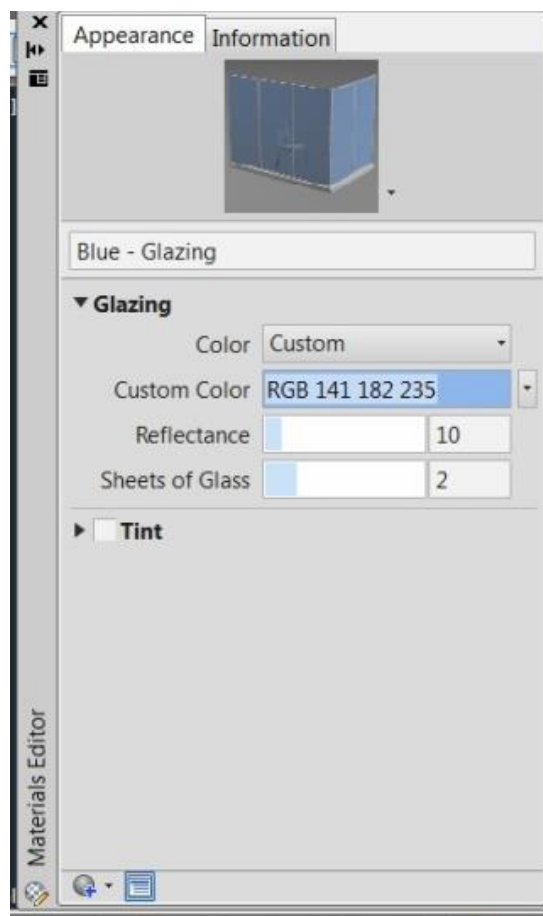 Appearance
Information
Blue - Glazing
Glazing
Color Custom
Custom Color RGB 141 182 235
Reflectance 10
Sheets of Glass 2
Tint
Materials Editor